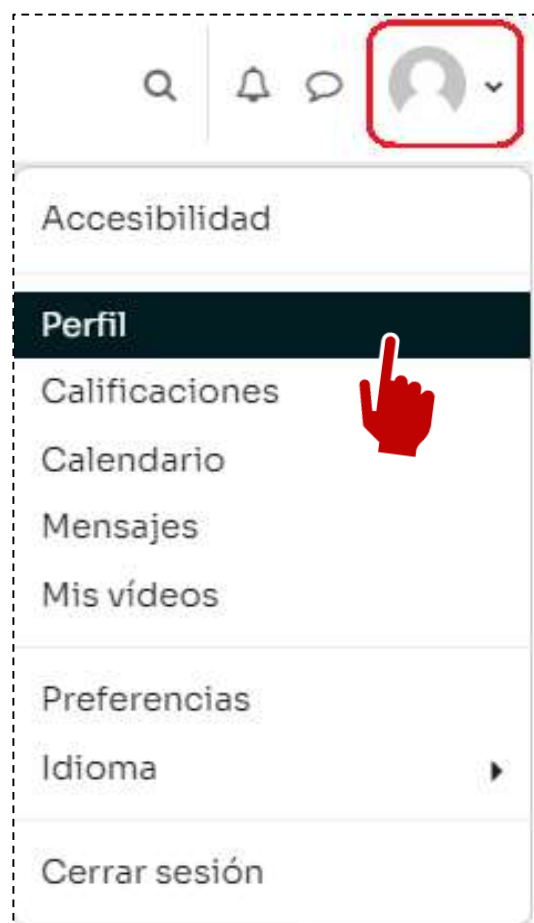 Accesibilidad
Perfil
Calificaciones
Calendario
Mensajes
Mis vídeos
Preferencias
Idioma
Cerrar sesión